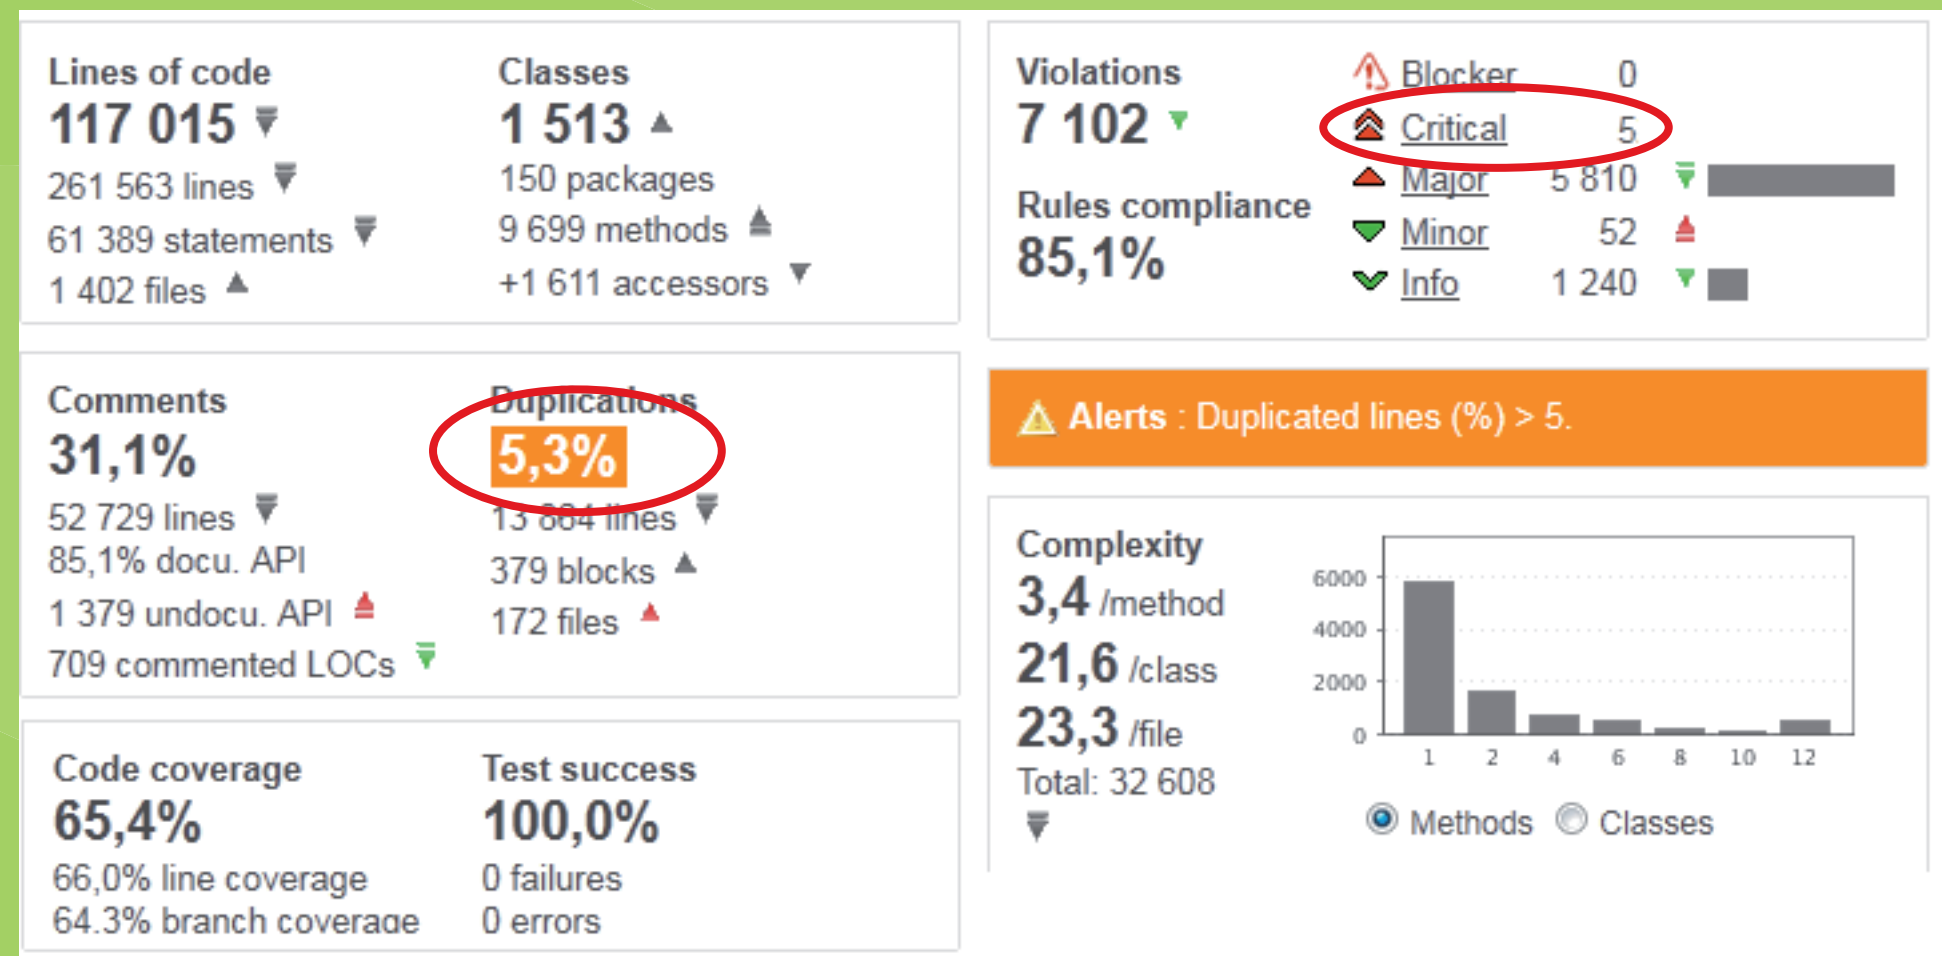 Lines of code
117 015
261 563 lines
61 389 statements
1 402 files
Classes
1 513
150 packages
9 699 methods
+1 611 accessors
Violations
7 102
Rules compliance
85,1%
Blocker 0
Critical 5
Major 5 810
Minor 52
Info 1 240
Comments
31,1%
52 729 lines
85,1% docu. API
1 379 undocu. API
709 commented LOCs
Duplications
5,3%
13 864 lines
379 blocks
172 files
Alerts : Duplicated lines (%) > 5.
Code coverage
65,4%
66,0% line coverage
64.3% branch coverage
Test success
100,0%
0 failures
0 errors
Complexity
3,4 /method
21,6 /class
23,3 /file
Total: 32 608
6000
4000
2000
0
1 2 4 6 8 10 12
Methods Classes